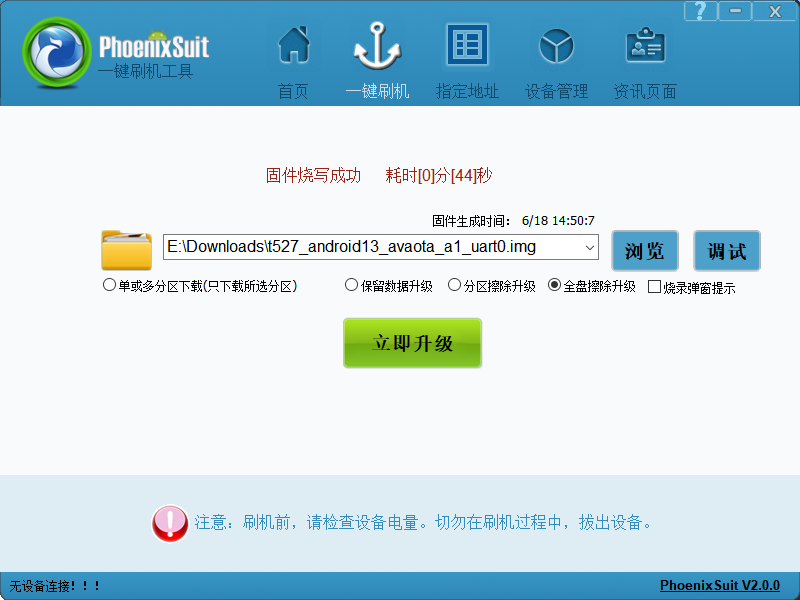 PhoenixSuit
一键刷机工具
首页
一键刷机
指定地址
设备管理
资讯页面
固件烧写成功 耗时[0]分[44]秒
固件生成时间： 6/18 14:50:7
E:\Downloads\t527_android13_avaota_a1_uart0.img
浏览
调试
单或多分区下载(只下载所选分区)
保留数据升级
分区擦除升级
全盘擦除升级
烧录弹窗提示
立即升级
注意：刷机前，请检查设备电量。切勿在刷机过程中，拔出设备。
无设备连接！！！
PhoenixSuit V2.0.0